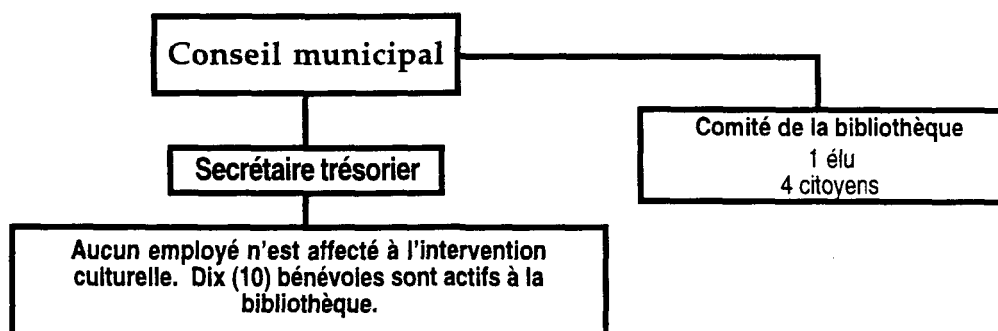 Conseil municipal
Comité de la bibliothèque
1 élu
4 citoyens
Secrétaire trésorier
Aucun employé n'est affecté à l'intervention
culturelle. Dix (10) bénévoles sont actifs à la
bibliothèque.